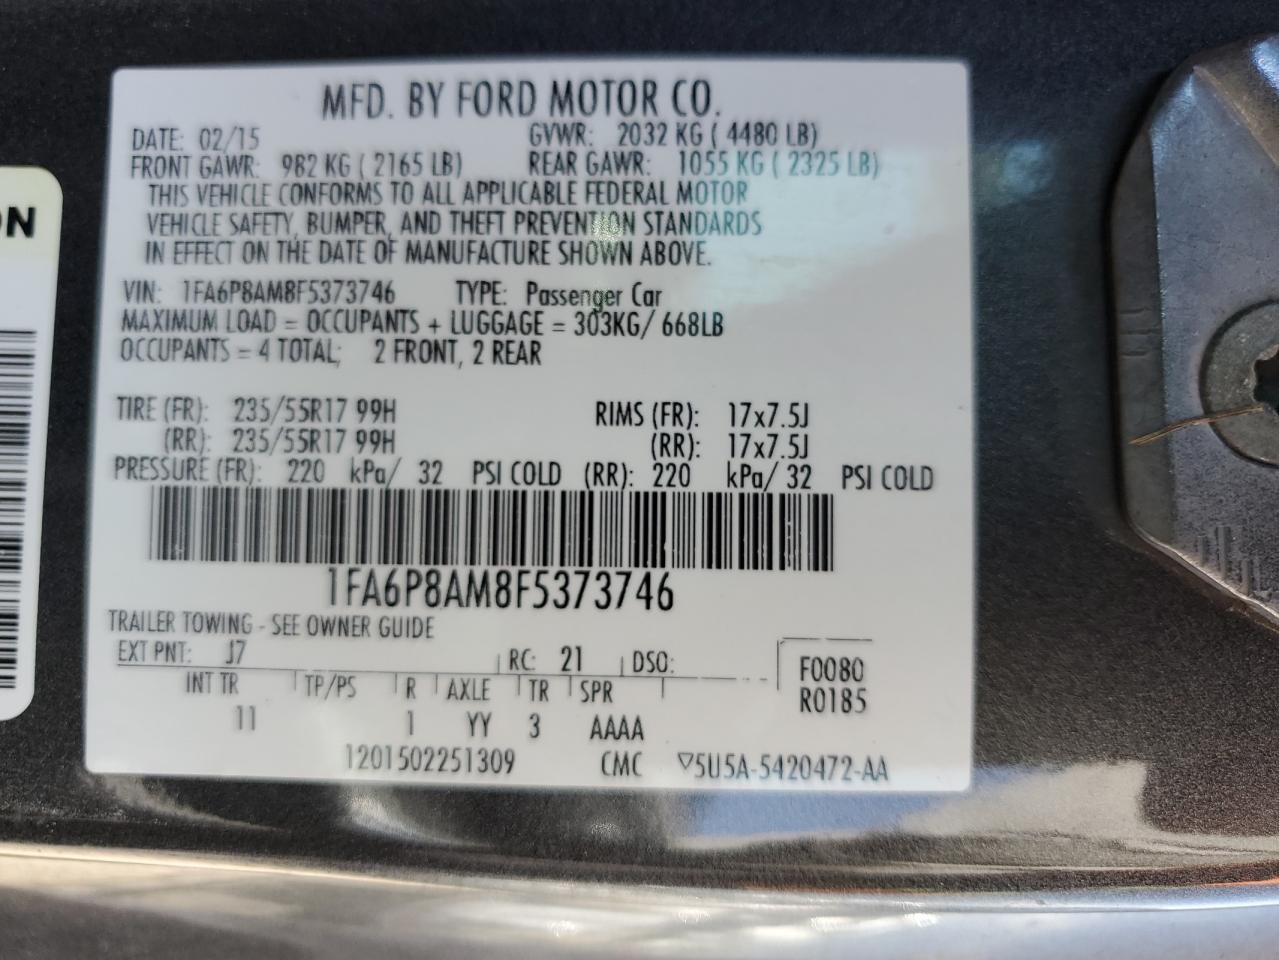 MFD. BY FORD MOTOR CO.
DATE: 02/15 GVWR: 2032 KG ( 4480 LB)
FRONT GAWR: 982 KG ( 2165 LB) REAR GAWR: 1055 KG ( 2325 LB)
THIS VEHICLE CONFORMS TO ALL APPLICABLE FEDERAL MOTOR
VEHICLE SAFETY, BUMPER, AND THEFT PREVENTION STANDARDS
IN EFFECT ON THE DATE OF MANUFACTURE SHOWN ABOVE.
VIN: 1FA6P8AM8F5373746 TYPE: Passenger Car
MAXIMUM LOAD = OCCUPANTS + LUGGAGE = 303KG/ 668LB
OCCUPANTS = 4 TOTAL; 2 FRONT, 2 REAR
TIRE (FR): 235/55R17 99H RIMS (FR): 17x7.5J
(RR): 235/55R17 99H (RR): 17x7.5J
PRESSURE (FR): 220 kPa/ 32 PSI COLD (RR): 220 kPa/ 32 PSI COLD
1FA6P8AM8F5373746
TRAILER TOWING - SEE OWNER GUIDE
EXT PNT: J7 RC: 21 DSO: F0080
INT TR TP/PS R AXLE TR SPR R0185
11 1 YY 3 AAAA
1201502251309 CMC ▽5U5A-5420472-AA
ON